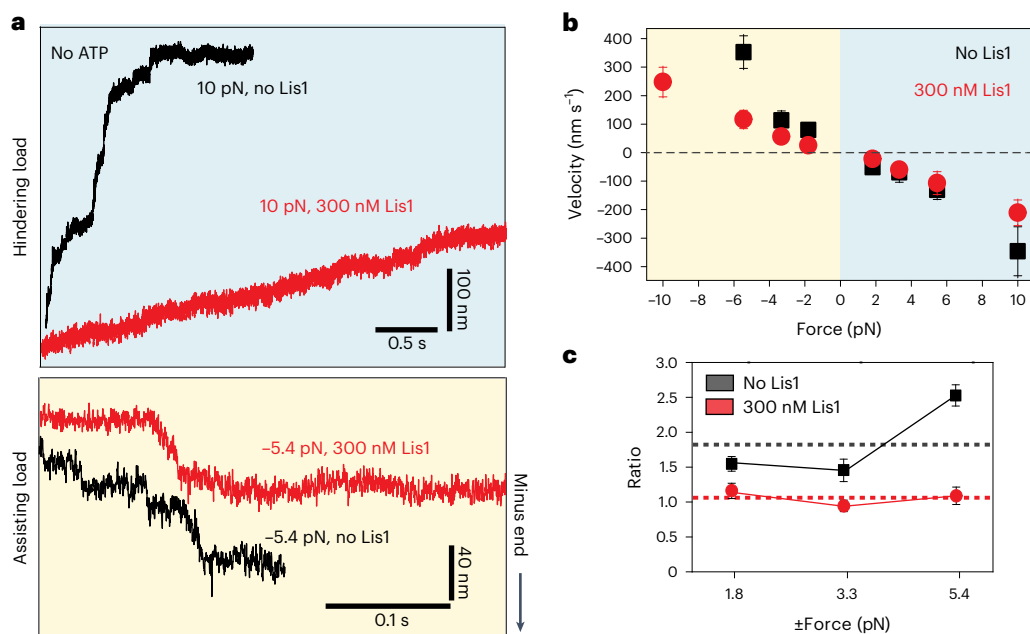 a
No ATP
10 pN, no Lis1
10 pN, 300 nM Lis1
100 nm
0.5 s
Hindering load
−5.4 pN, 300 nM Lis1
−5.4 pN, no Lis1
40 nm
0.1 s
Assisting load
Minus end
b
No Lis1
300 nM Lis1
Velocity (nm s⁻¹)
400
300
200
100
0
-100
-200
-300
-400
-10 -8 -6 -4 -2 0 2 4 6 8 10
Force (pN)
c
No Lis1
300 nM Lis1
Ratio
3.0
2.5
2.0
1.5
1.0
0.5
0
1.8 3.3 5.4
±Force (pN)